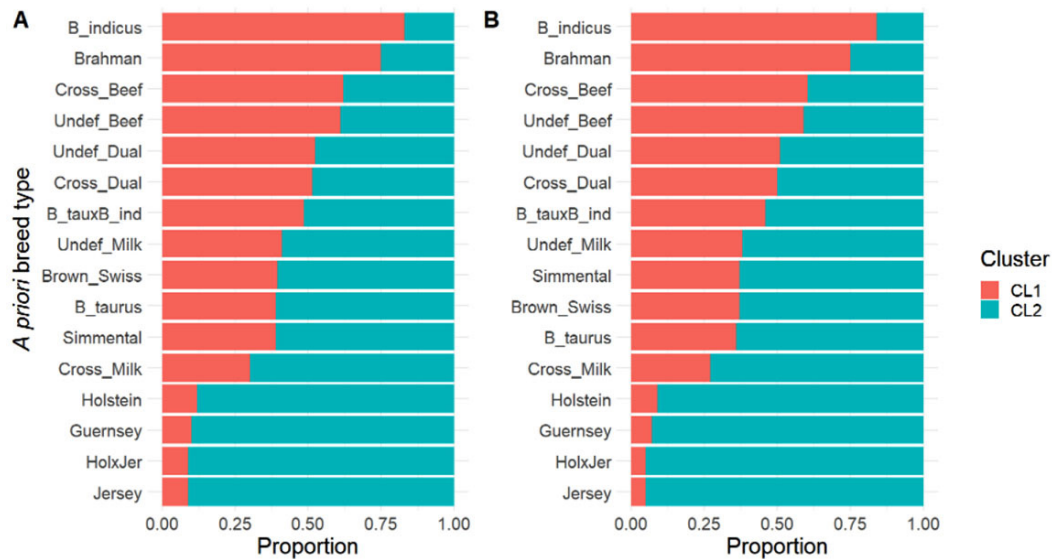 A
B_indicus
Brahman
Cross_Beef
Undef_Beef
Undef_Dual
Cross_Dual
B_tauxB_ind
Undef_Milk
Brown_Swiss
B_taurus
Simmental
Cross_Milk
Holstein
Guernsey
HolxJer
Jersey
A priori breed type
0.00 0.25 0.50 0.75 1.00
Proportion
B
B_indicus
Brahman
Cross_Beef
Undef_Beef
Undef_Dual
Cross_Dual
B_tauxB_ind
Undef_Milk
Simmental
Brown_Swiss
B_taurus
Cross_Milk
Holstein
Guernsey
HolxJer
Jersey
0.00 0.25 0.50 0.75 1.00
Proportion
Cluster
CL1
CL2